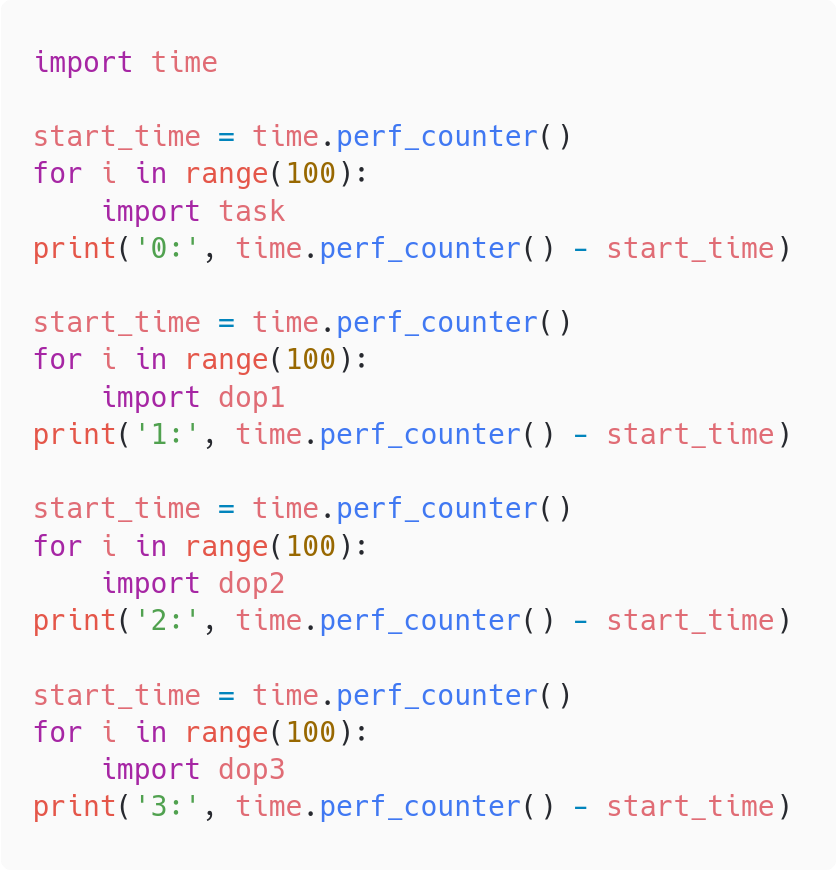 import time

start_time = time.perf_counter()
for i in range(100):
    import task
print('0:', time.perf_counter() - start_time)

start_time = time.perf_counter()
for i in range(100):
    import dop1
print('1:', time.perf_counter() - start_time)

start_time = time.perf_counter()
for i in range(100):
    import dop2
print('2:', time.perf_counter() - start_time)

start_time = time.perf_counter()
for i in range(100):
    import dop3
print('3:', time.perf_counter() - start_time)